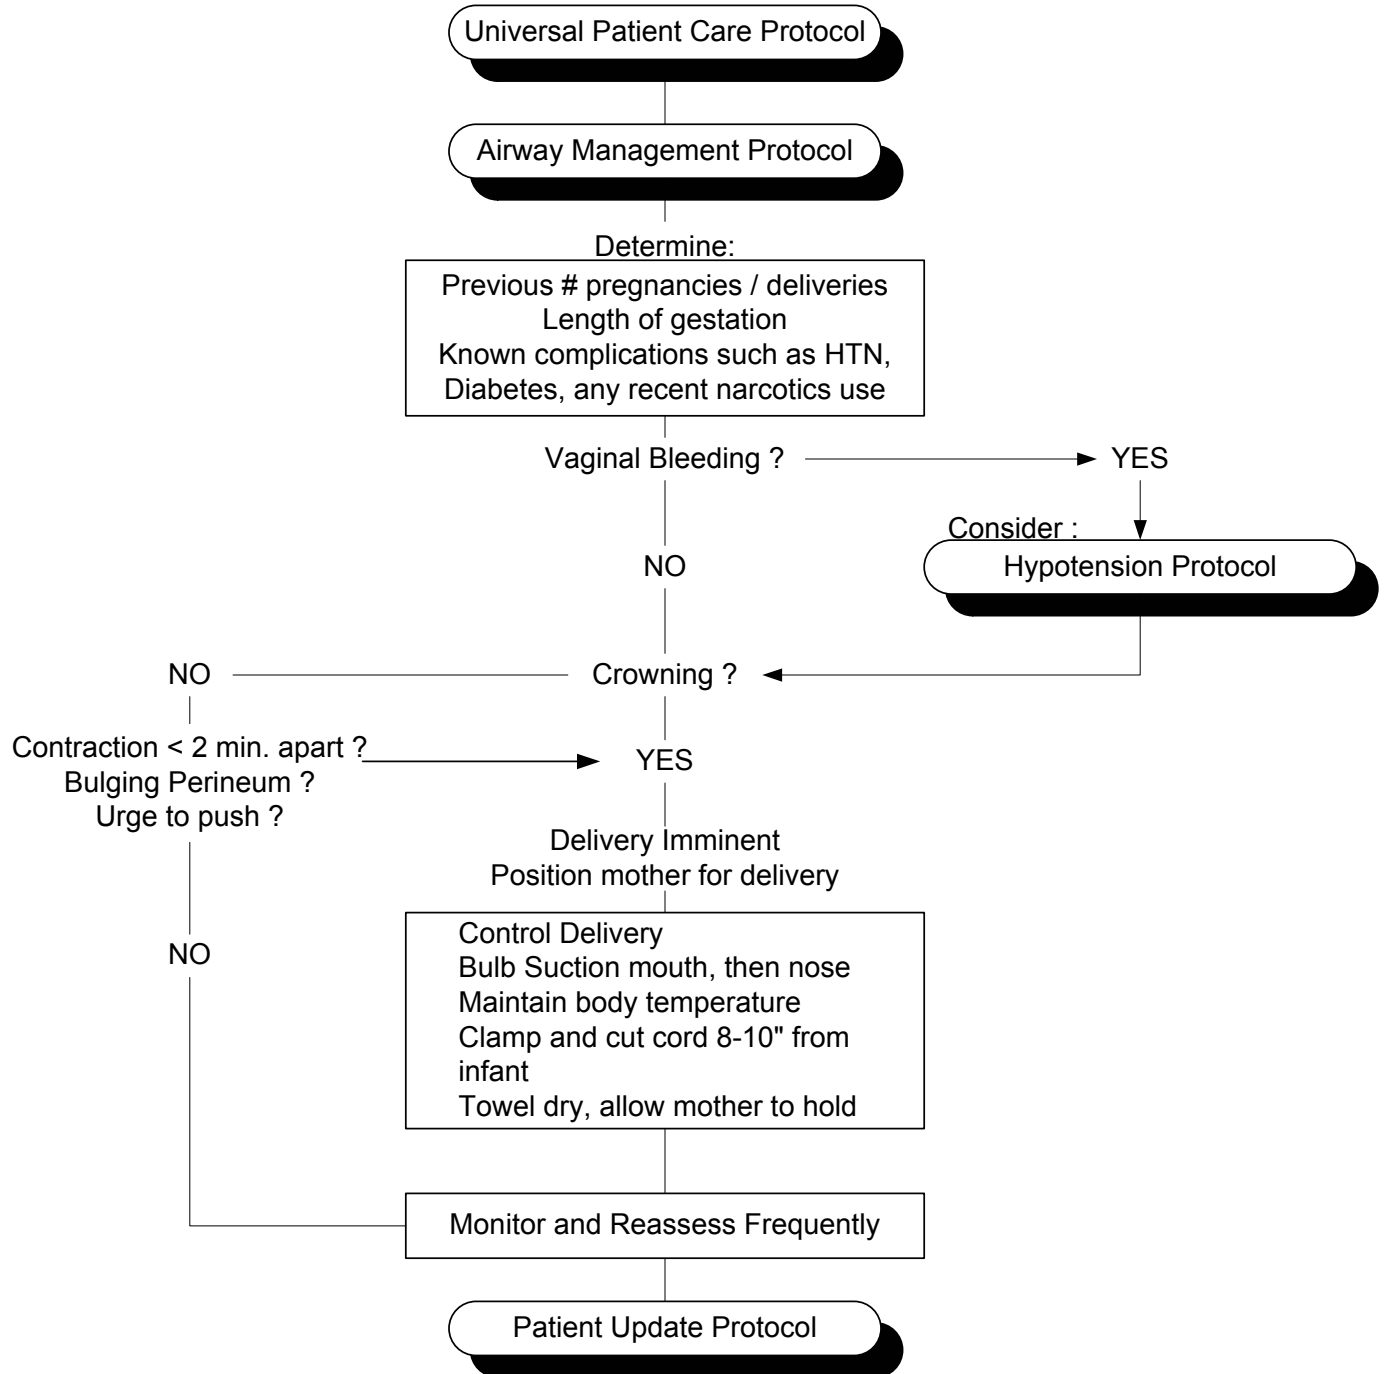 Universal Patient Care Protocol
Airway Management Protocol
Determine:
Previous # pregnancies / deliveries
Length of gestation
Known complications such as HTN,
Diabetes, any recent narcotics use
Vaginal Bleeding ?
YES
Consider :
Hypotension Protocol
NO
NO
Crowning ?
Contraction < 2 min. apart ?
Bulging Perineum ?
Urge to push ?
YES
Delivery Imminent
Position mother for delivery
Control Delivery
Bulb Suction mouth, then nose
Maintain body temperature
Clamp and cut cord 8-10" from
infant
Towel dry, allow mother to hold
NO
Monitor and Reassess Frequently
Patient Update Protocol